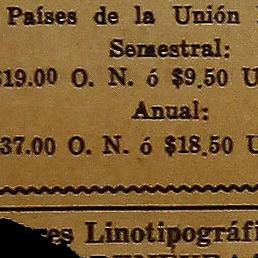 Países de la Unión
Semestral:
$19.00 O. N. ó $9.50 U
Anual:
37.00 O. N. ó $18.50 U
res Linotipográfi